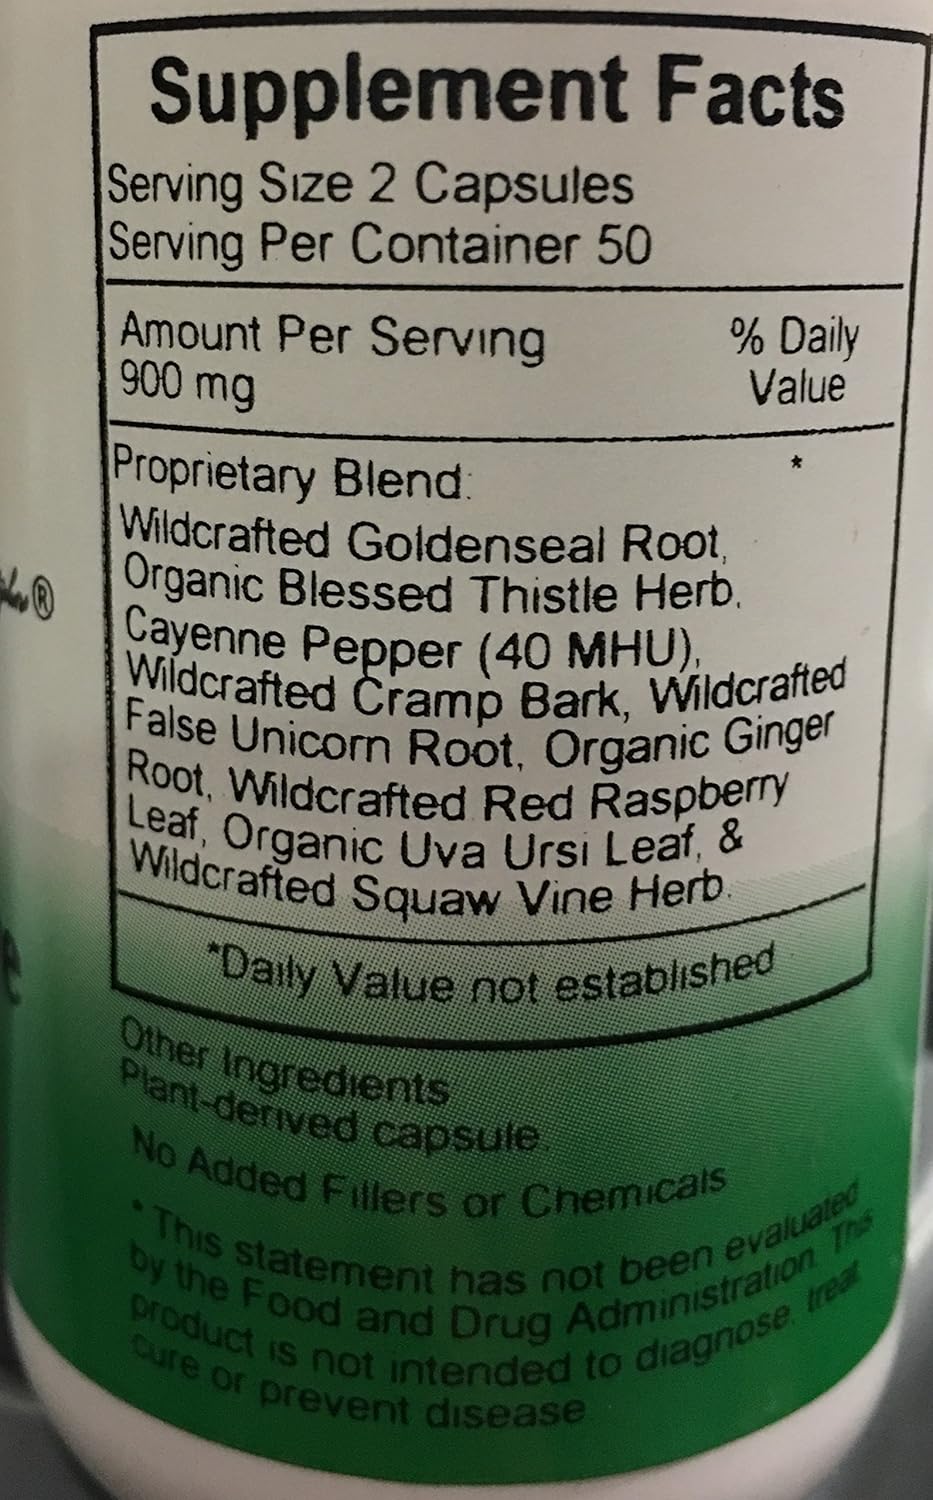 Supplement Facts
Serving Size 2 Capsules
Serving Per Container 50
Amount Per Serving % Daily
900 mg Value
Proprietary Blend: *
Wildcrafted Goldenseal Root,
Organic Blessed Thistle Herb,
Cayenne Pepper (40 MHU),
Wildcrafted Cramp Bark, Wildcrafted
False Unicorn Root, Organic Ginger
Root, Wildcrafted Red Raspberry
Leaf, Organic Uva Ursi Leaf, &
Wildcrafted Squaw Vine Herb.
*Daily Value not established
Other Ingredients
Plant-derived capsule.
No Added Fillers or Chemicals
* This statement has not been evaluated
by the Food and Drug Administration. This
product is not intended to diagnose, treat
cure or prevent disease
®